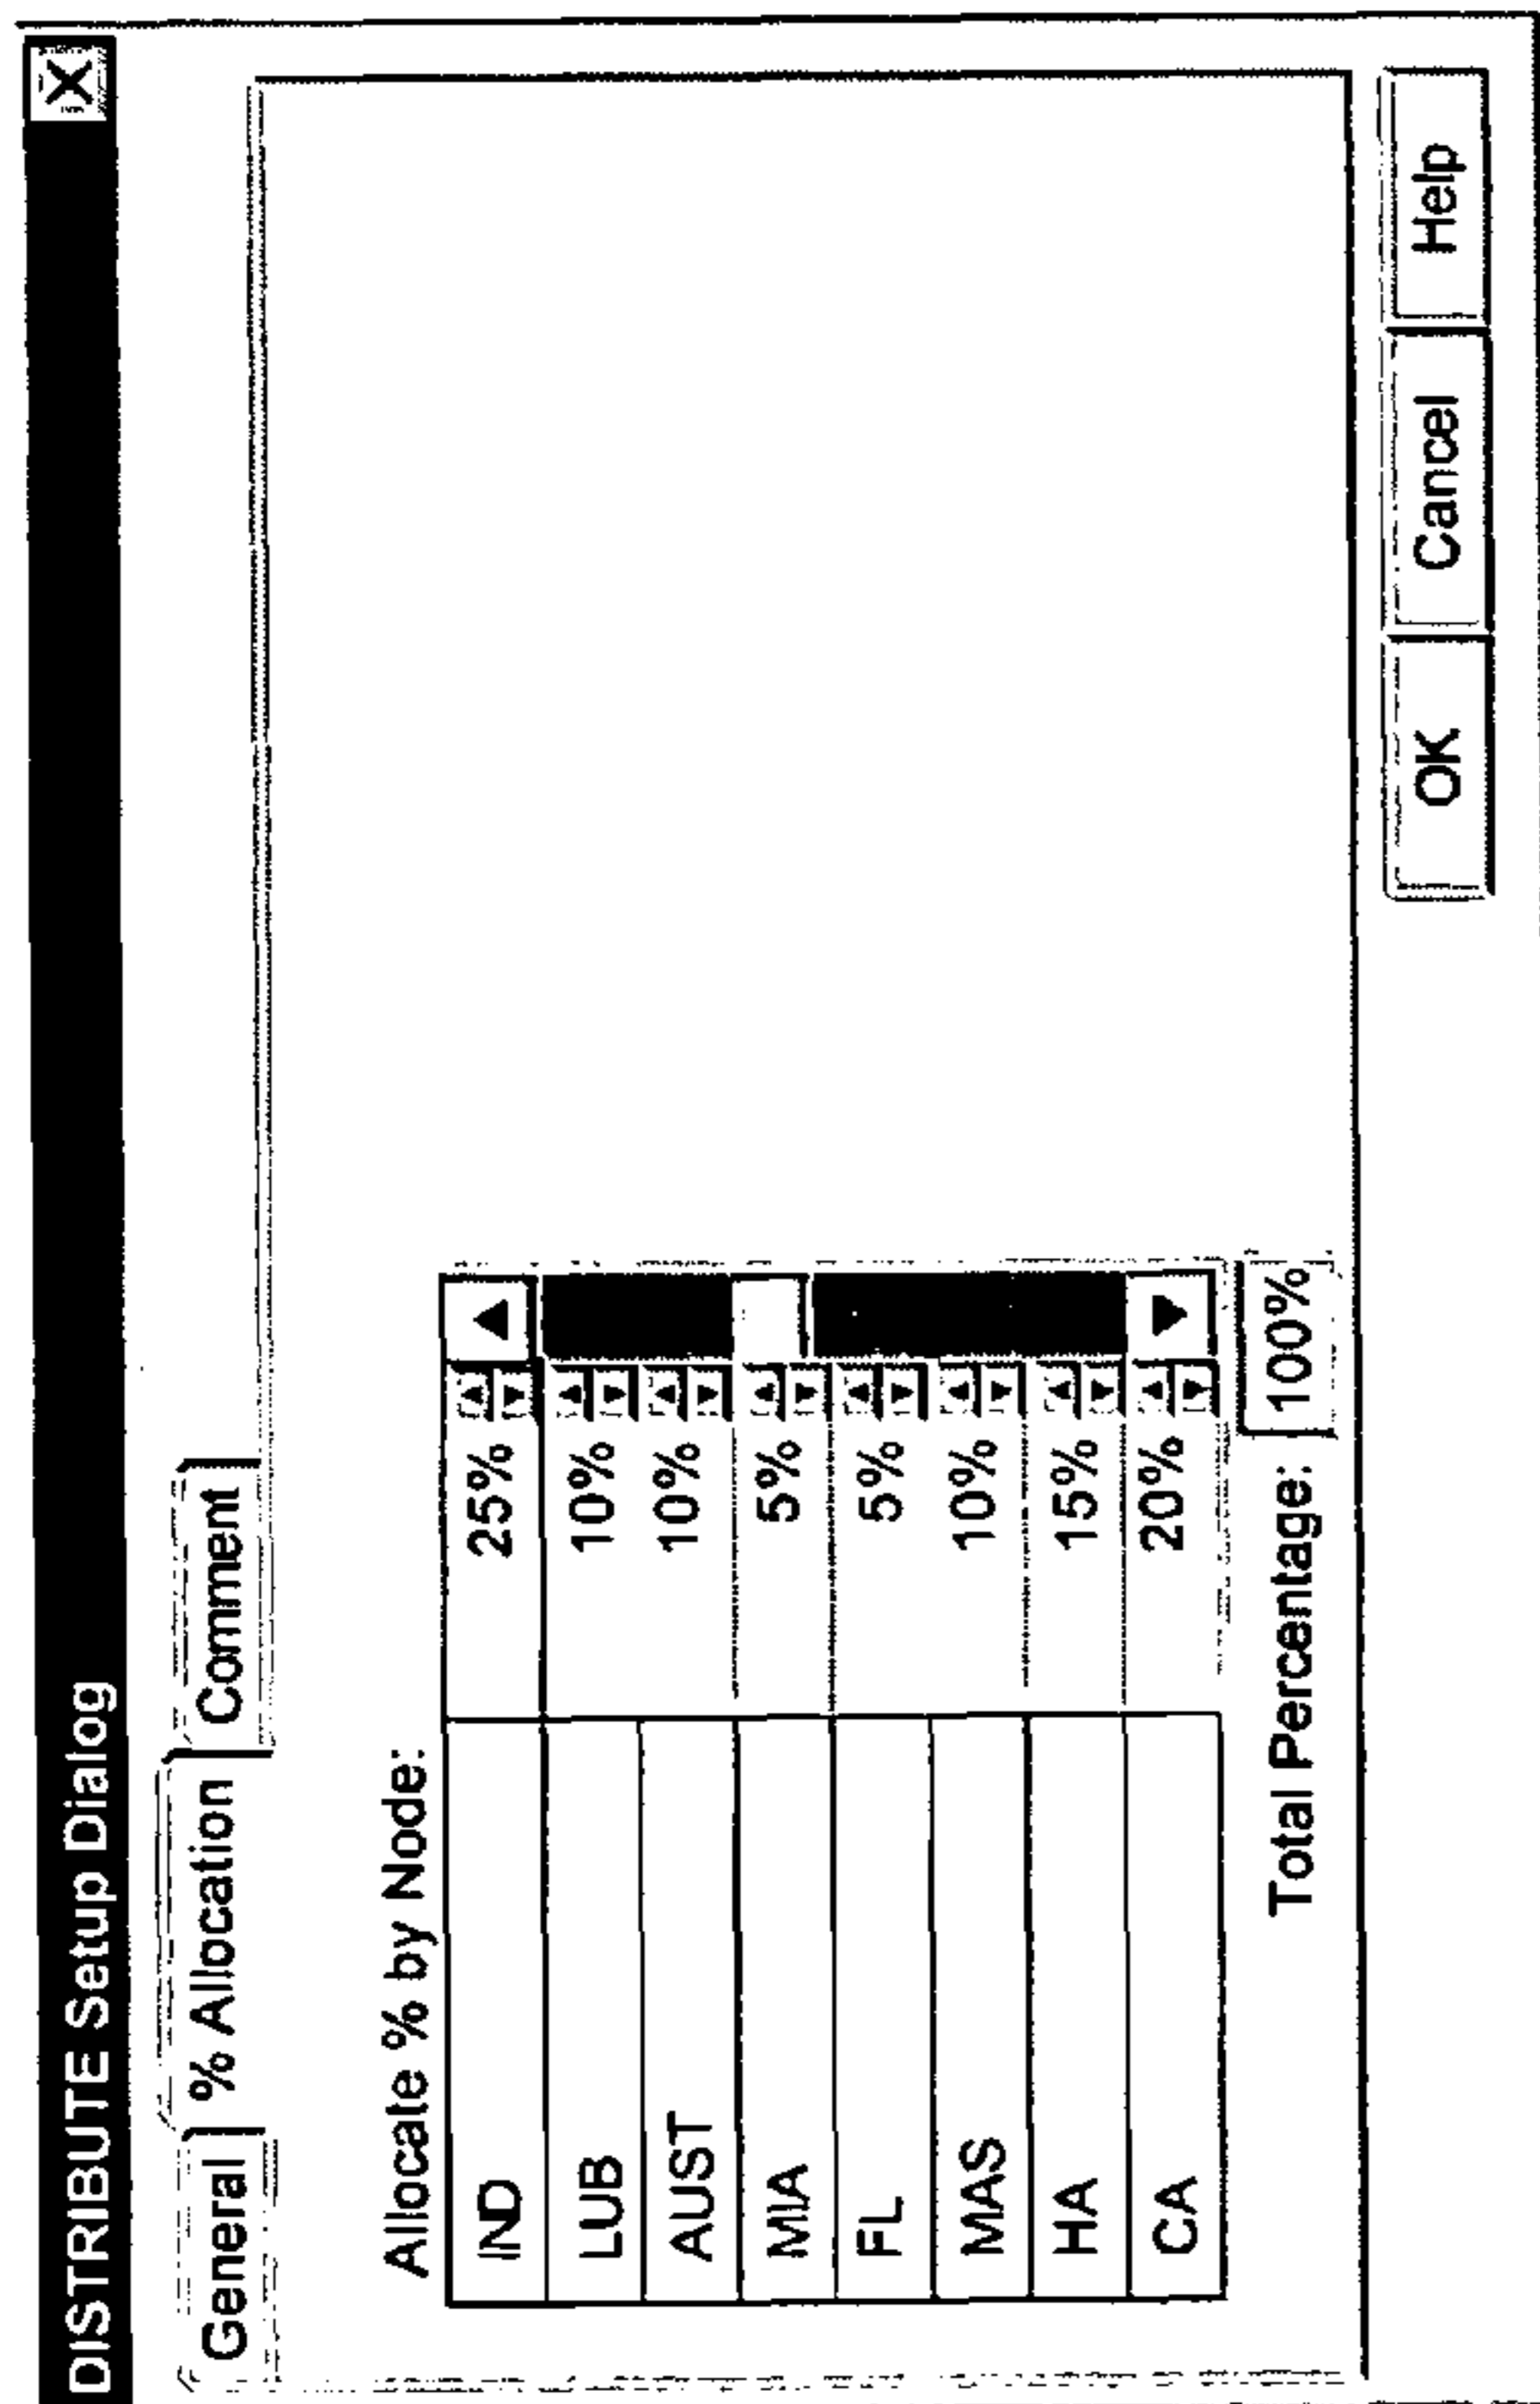 DISTRIBUTE Setup Dialog
General % Allocation Comment
Allocate % by Node:
IND 25%
LUB 10%
AUST 10%
MIA 5%
FL 5%
MAS 10%
HA 15%
CA 20%
Total Percentage: 100%
OK Cancel Help